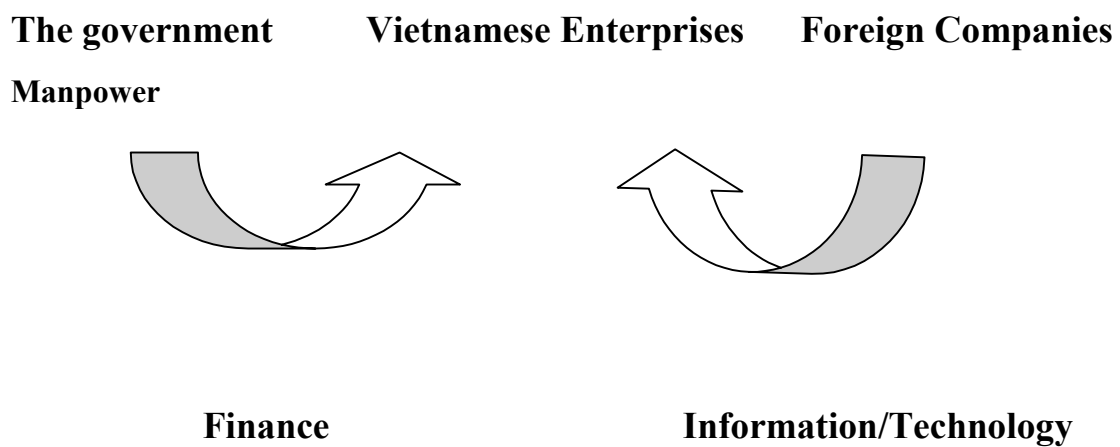 The government Vietnamese Enterprises Foreign Companies
Manpower
Finance Information/Technology